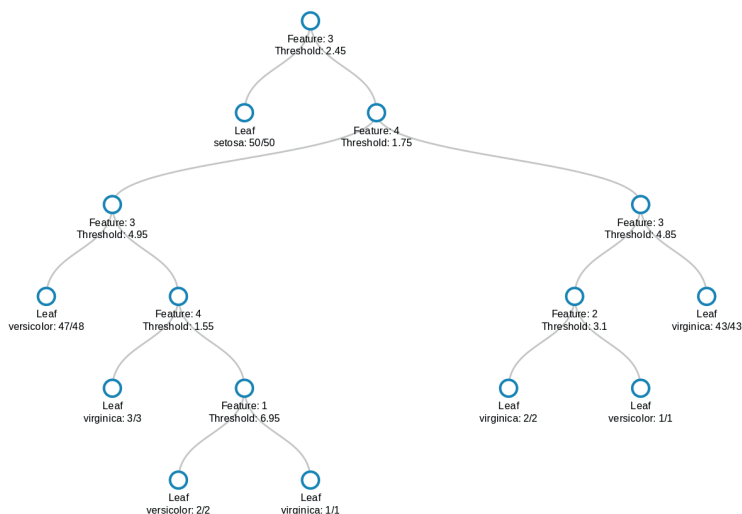 Feature: 3
Threshold: 2.45
Leaf
setosa: 50/50
Feature: 4
Threshold: 1.75
Feature: 3
Threshold: 4.95
Feature: 3
Threshold: 4.85
Leaf
versicolor: 47/48
Feature: 4
Threshold: 1.55
Feature: 2
Threshold: 3.1
Leaf
virginica: 43/43
Leaf
virginica: 3/3
Feature: 1
Threshold: 6.95
Leaf
virginica: 2/2
Leaf
versicolor: 1/1
Leaf
versicolor: 2/2
Leaf
virginica: 1/1